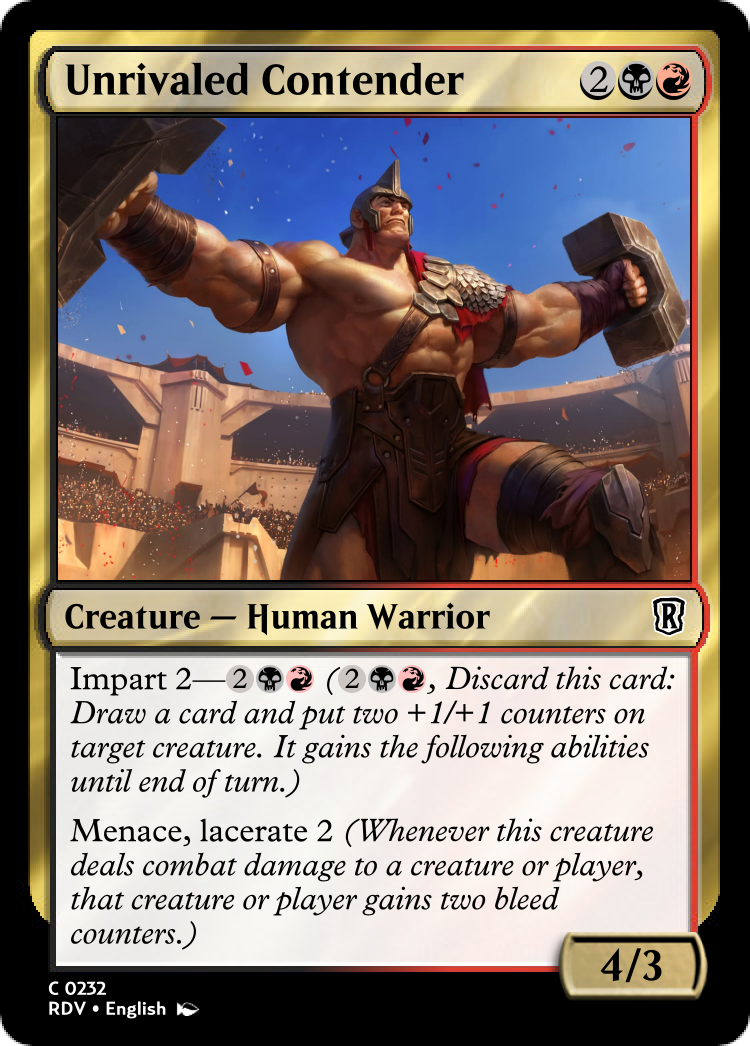 Unrivaled Contender 2
Creature — Human Warrior R
Impart 2—2 (2, Discard this card:
Draw a card and put two +1/+1 counters on
target creature. It gains the following abilities
until end of turn.)
Menace, lacerate 2 (Whenever this creature
deals combat damage to a creature or player,
that creature or player gains two bleed
counters.)
4/3
C 0232
RDV • English